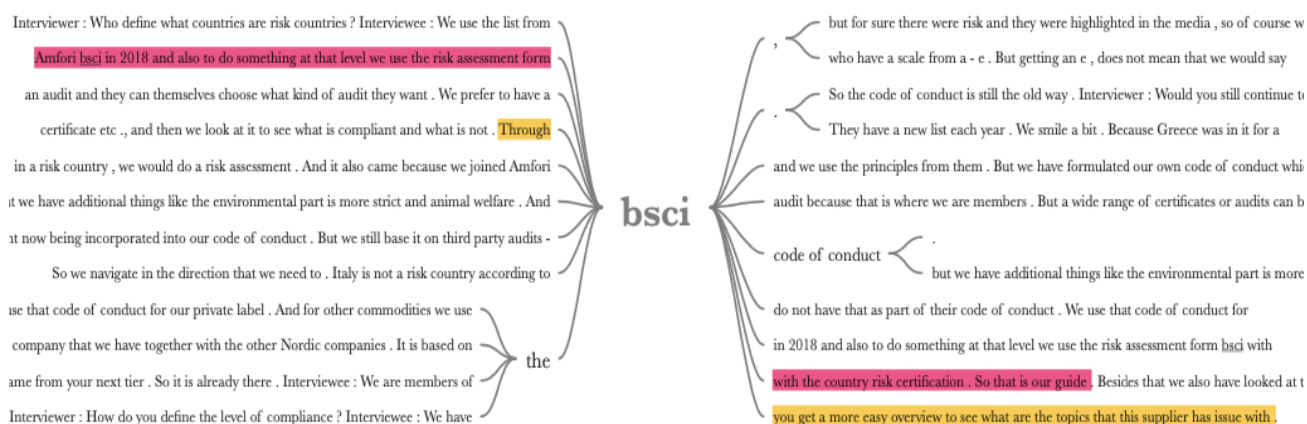 Interviewer : Who define what countries are risk countries ? Interviewee : We use the list from
Amfori bsci in 2018 and also to do something at that level we use the risk assessment form
an audit and they can themselves choose what kind of audit they want . We prefer to have a
certificate etc ., and then we look at it to see what is compliant and what is not . Through
in a risk country , we would do a risk assessment . And it also came because we joined Amfori
we have additional things like the environmental part is more strict and animal welfare . And
now being incorporated into our code of conduct . But we still base it on third party audits -
So we navigate in the direction that we need to . Italy is not a risk country according to
that code of conduct for our private label . And for other commodities we use
company that we have together with the other Nordic companies . It is based on
from your next tier . So it is already there . Interviewee : We are members of
Interviewer : How do you define the level of compliance ? Interviewee : We have
the
bsci
,
but for sure there were risk and they were highlighted in the media , so of course
who have a scale from a - e . But getting an e , does not mean that we would say
.
So the code of conduct is still the old way . Interviewer : Would you still continue
They have a new list each year . We smile a bit . Because Greece was in it for a
and we use the principles from them . But we have formulated our own code of conduct
audit because that is where we are members . But a wide range of certificates or audits can
code of conduct
.
but we have additional things like the environmental part is more
do not have that as part of their code of conduct . We use that code of conduct for
in 2018 and also to do something at that level we use the risk assessment form bsci with
with the country risk certification . So that is our guide . Besides that we also have looked at
you get a more easy overview to see what are the topics that this supplier has issue with .